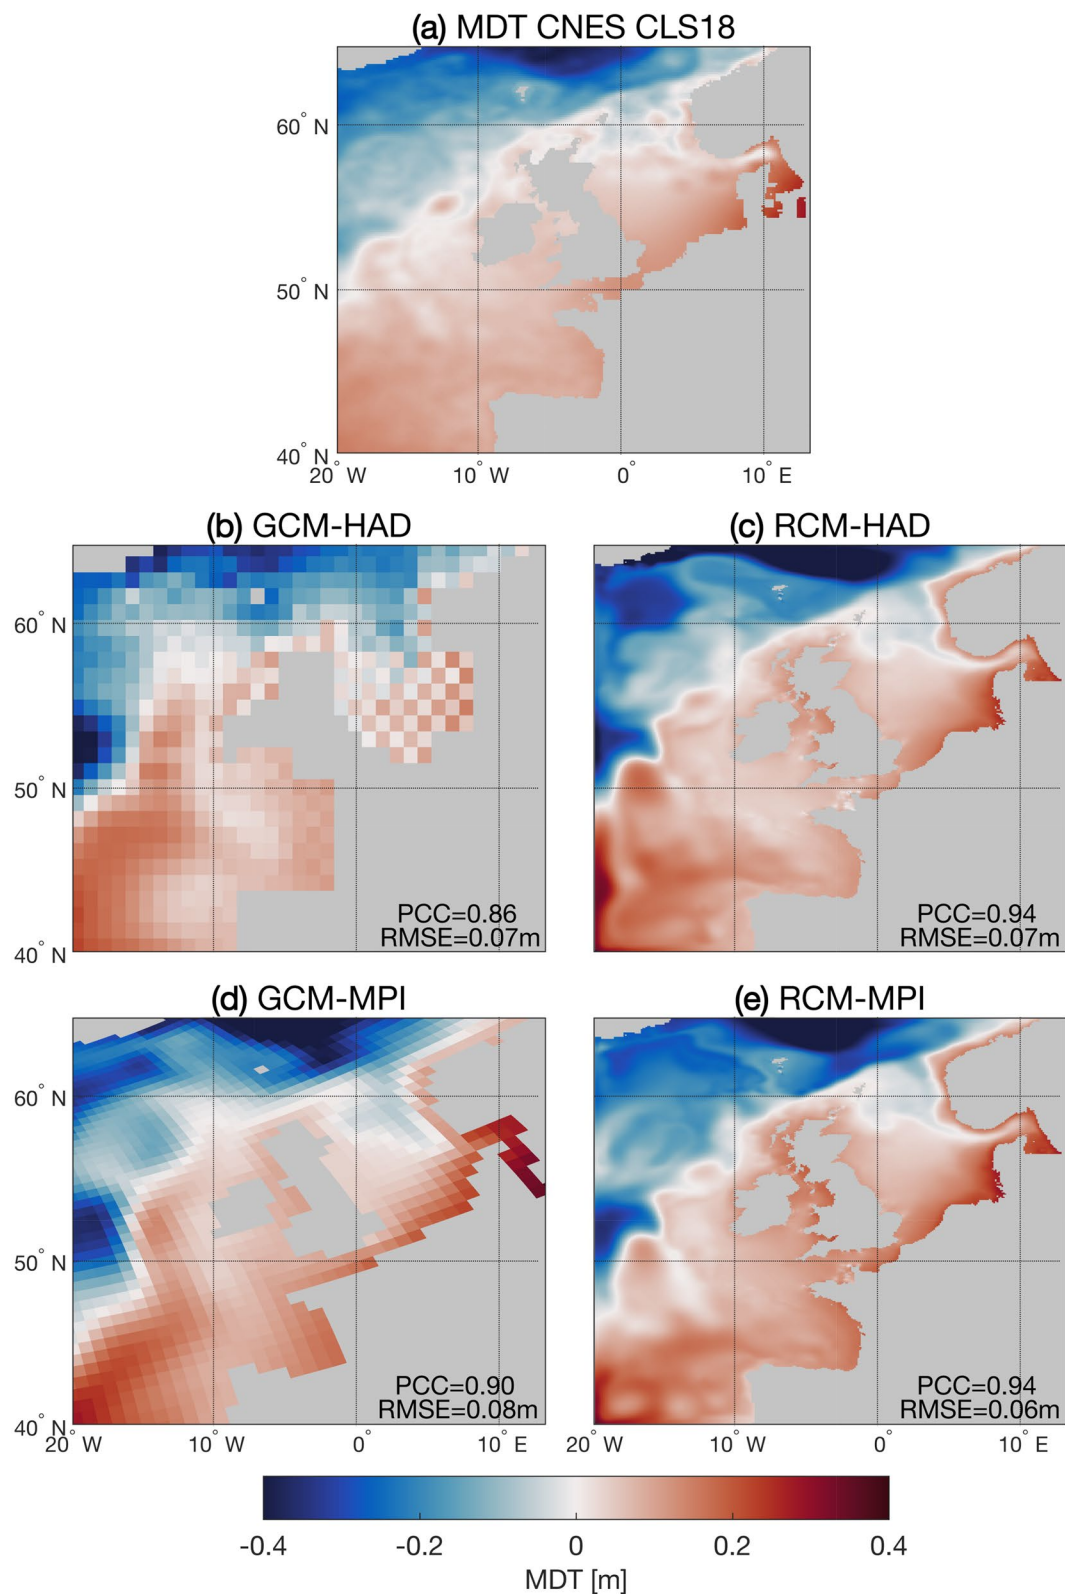 (a) MDT CNES CLS18
60° N
50° N
40° N
20° W 10° W 0° 10° E
(b) GCM-HAD (c) RCM-HAD
60° N
50° N
40° N
PCC=0.86
RMSE=0.07m
PCC=0.94
RMSE=0.07m
(d) GCM-MPI (e) RCM-MPI
60° N
50° N
40° N
PCC=0.90
RMSE=0.08m
PCC=0.94
RMSE=0.06m
20° W 10° W 0° 10° E 20° W 10° W 0° 10° E
-0.4 -0.2 0 0.2 0.4
MDT [m]